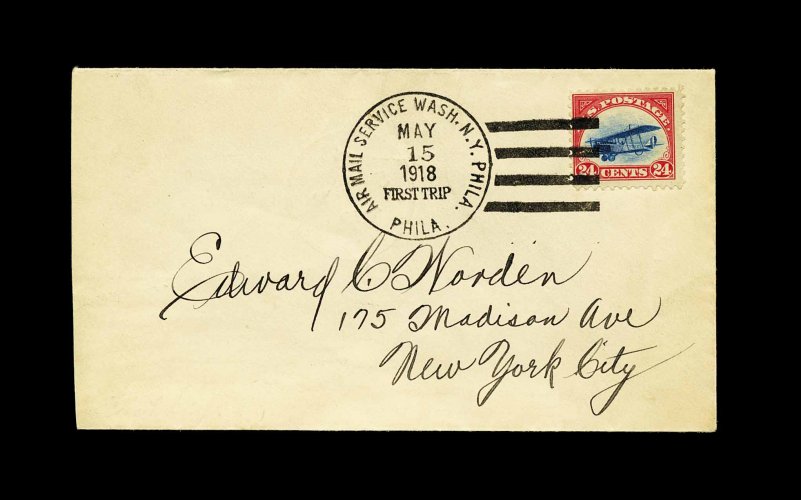 AIR MAIL SERVICE WASH. N.Y. PHILA.
MAY
15
1918
FIRST TRIP
PHILA.
U.S. POSTAGE
24 CENTS 24
Edward C Worden
175 Madison Ave
New York City